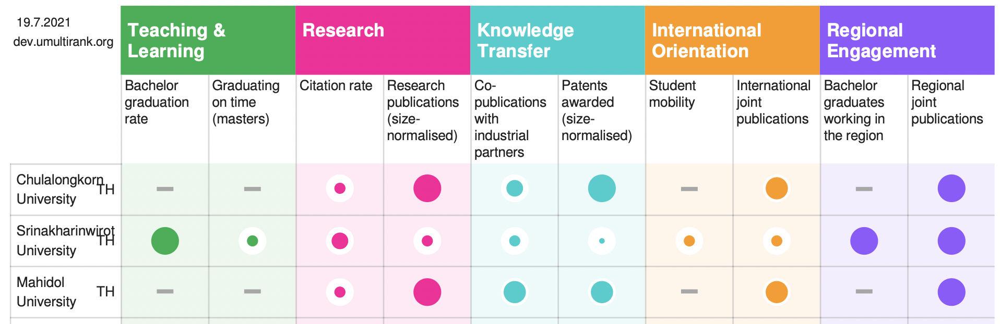 19.7.2021
dev.umultirank.org
Teaching &
Learning
Research
Knowledge
Transfer
International
Orientation
Regional
Engagement
Bachelor
graduation
rate
Graduating
on time
(masters)
Citation rate
Research
publications
(size-
normalised)
Co-
publications
with
industrial
partners
Patents
awarded
(size-
normalised)
Student
mobility
International
joint
publications
Bachelor
graduates
working in
the region
Regional
joint
publications
Chulalongkorn
University
TH
Srinakharinwirot
University
TH
Mahidol
University
TH